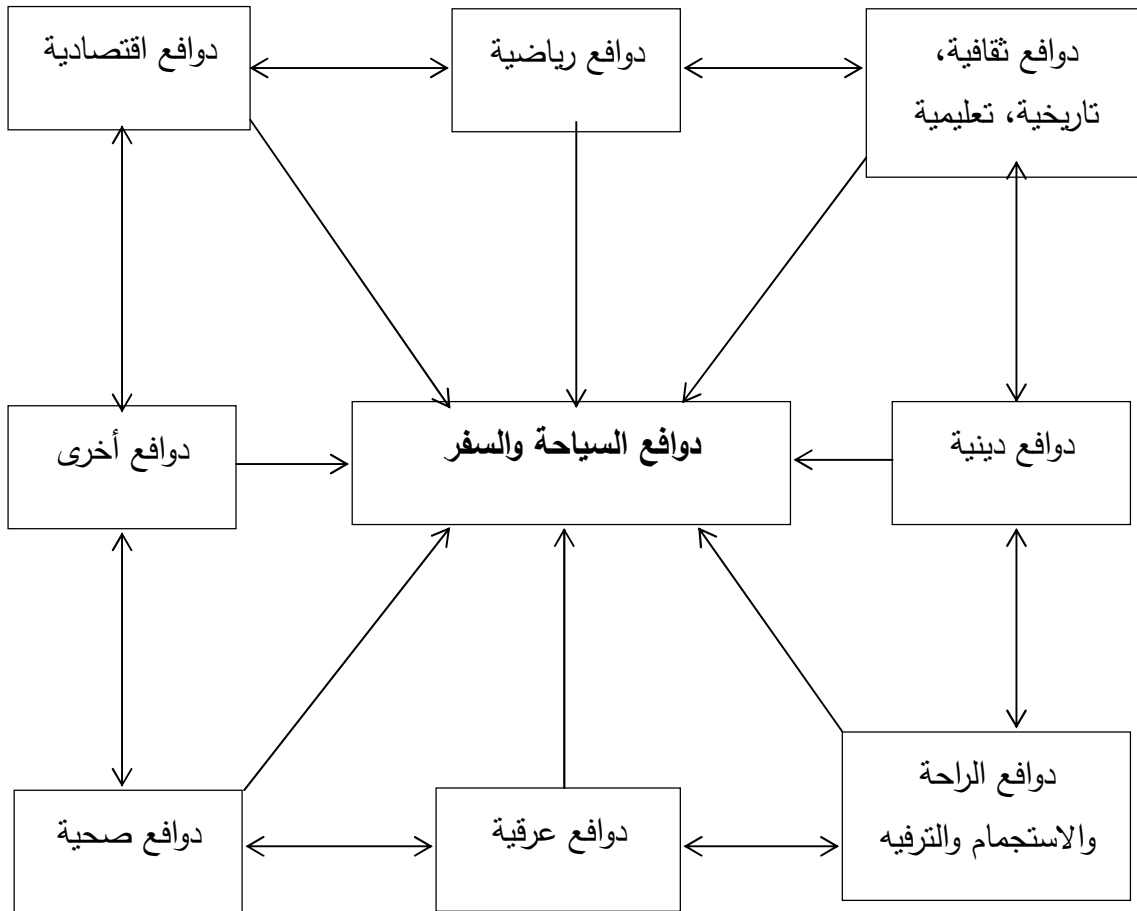 دوافع ثقافية،
تاريخية، تعليمية
دوافع رياضية
دوافع اقتصادية
دوافع دينية
دوافع السياحة والسفر
دوافع أخرى
دوافع الراحة
والاستجمام والترفيه
دوافع عرقية
دوافع صحية